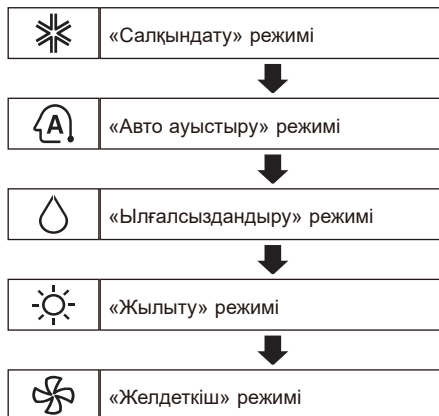 «Салқындату» режимі
A
«Авто ауыстыру» режимі
«Ылғалсыздандыру» режимі
«Жылыту» режимі
«Желдеткіш» режимі